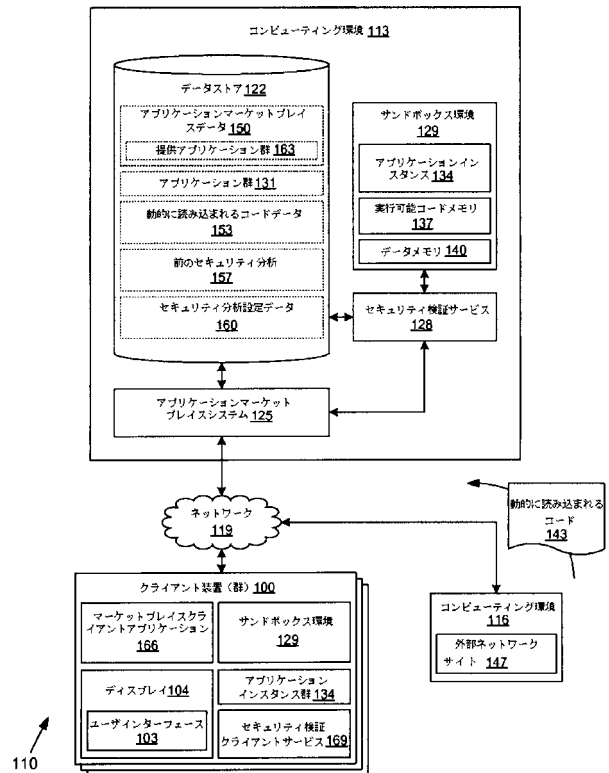 コンピューティング環境 113
データストア 122
アプリケーションマーケットプレイ
スデータ 150
提供アプリケーション群 163
アプリケーション群 131
動的に読み込まれるコードデータ
153
前のセキュリティ分析
157
セキュリティ分析設定データ
160
サンドボックス環境
129
アプリケーションイン
スタンス 134
実行可能コードメモリ
137
データメモリ 140
セキュリティ検証サービス
128
アプリケーションマーケット
プレイスシステム 125
ネットワーク
119
動的に読み込まれる
コード
143
クライアント装置(群) 100
マーケットプレイスク
ライアントアプリケーション
166
サンドボックス環境
129
ディスプレイ 104
ユーザインターフェース
103
アプリケーション
インスタンス群 134
セキュリティ検証
クライアントサービス 169
コンピューティング環境
116
外部ネットワーク
サイト 147
110